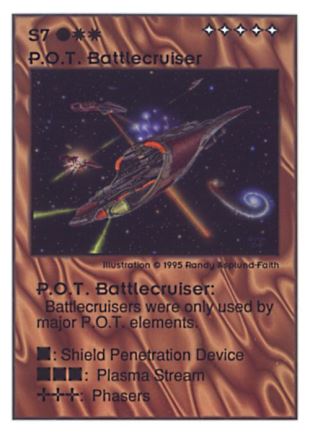 S7
P.O.T. Battlecruiser
Illustration © 1995 Randy Asplund-Faith
P.O.T. Battlecruiser:
Battlecruisers were only used by
major P.O.T. elements.
: Shield Penetration Device
: Plasma Stream
: Phasers